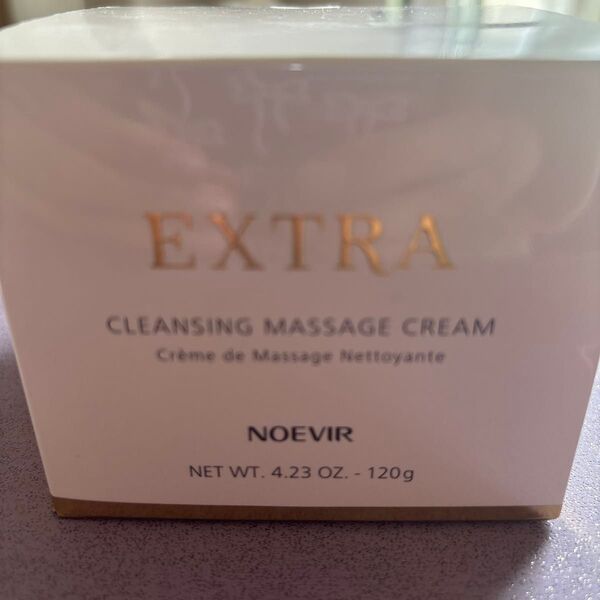 EXTRA
CLEANSING MASSAGE CREAM
Crème de Massage Nettoyante
NOEVIR
NET WT. 4.23 OZ. - 120g